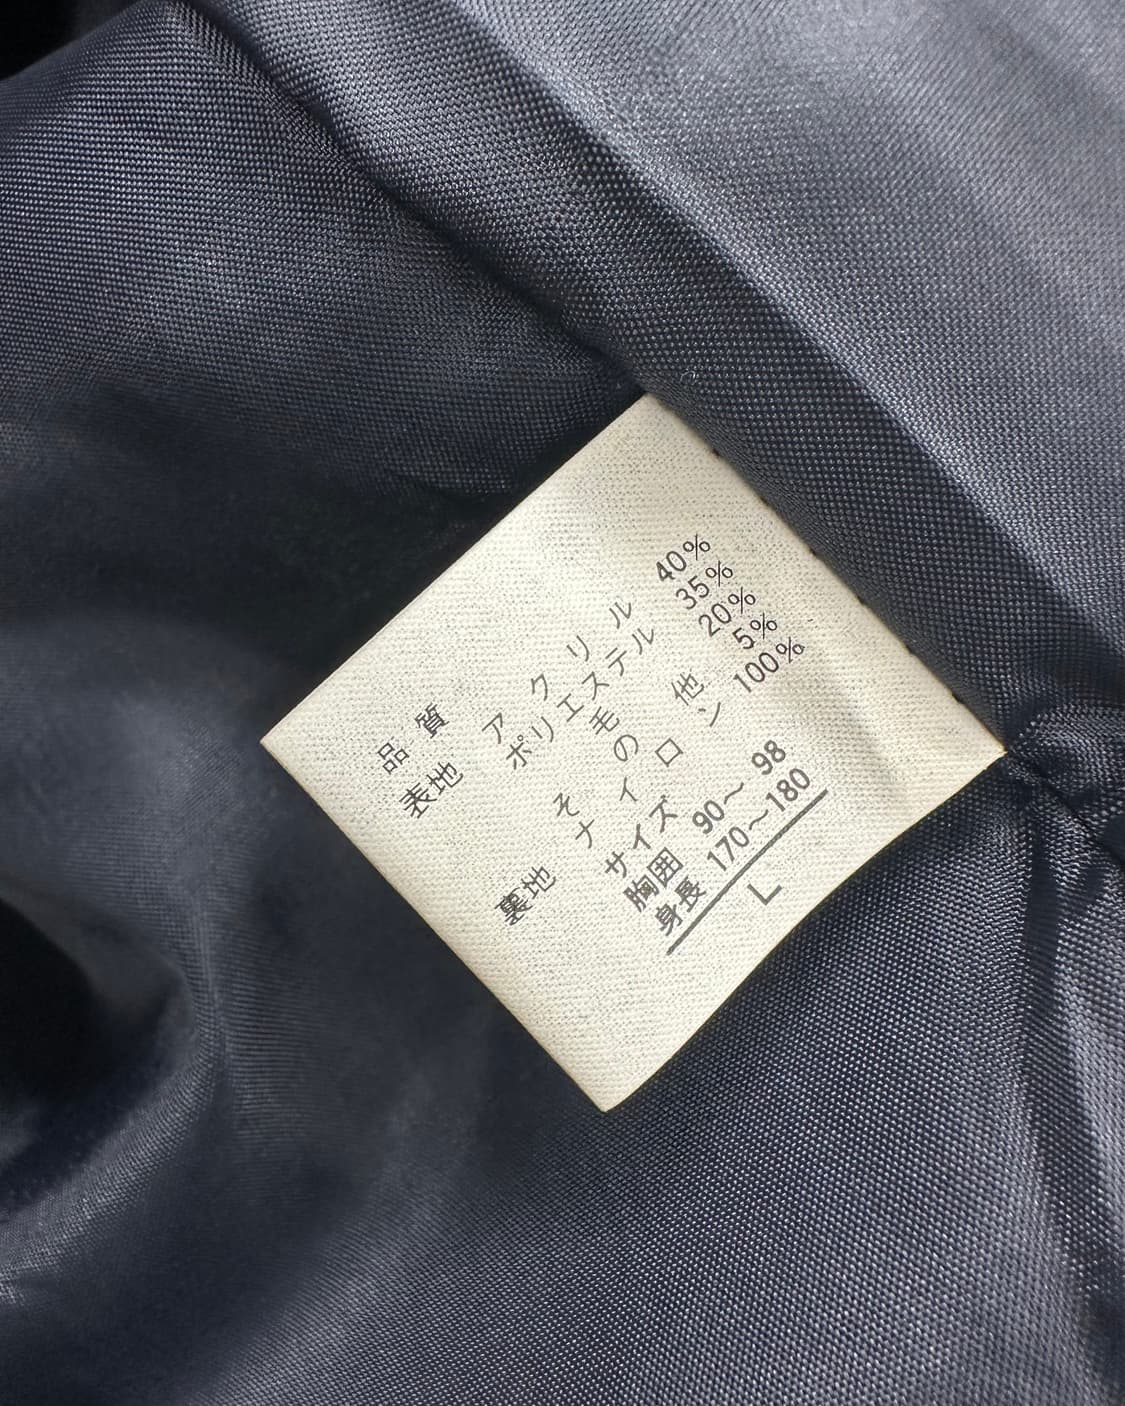 品質
表地 アクリル 40%
ポリエステル 35%
毛 20%
その他 5%
裏地 ナイロン 100%
サイズ
胸囲 90～98
身長 170～180
L